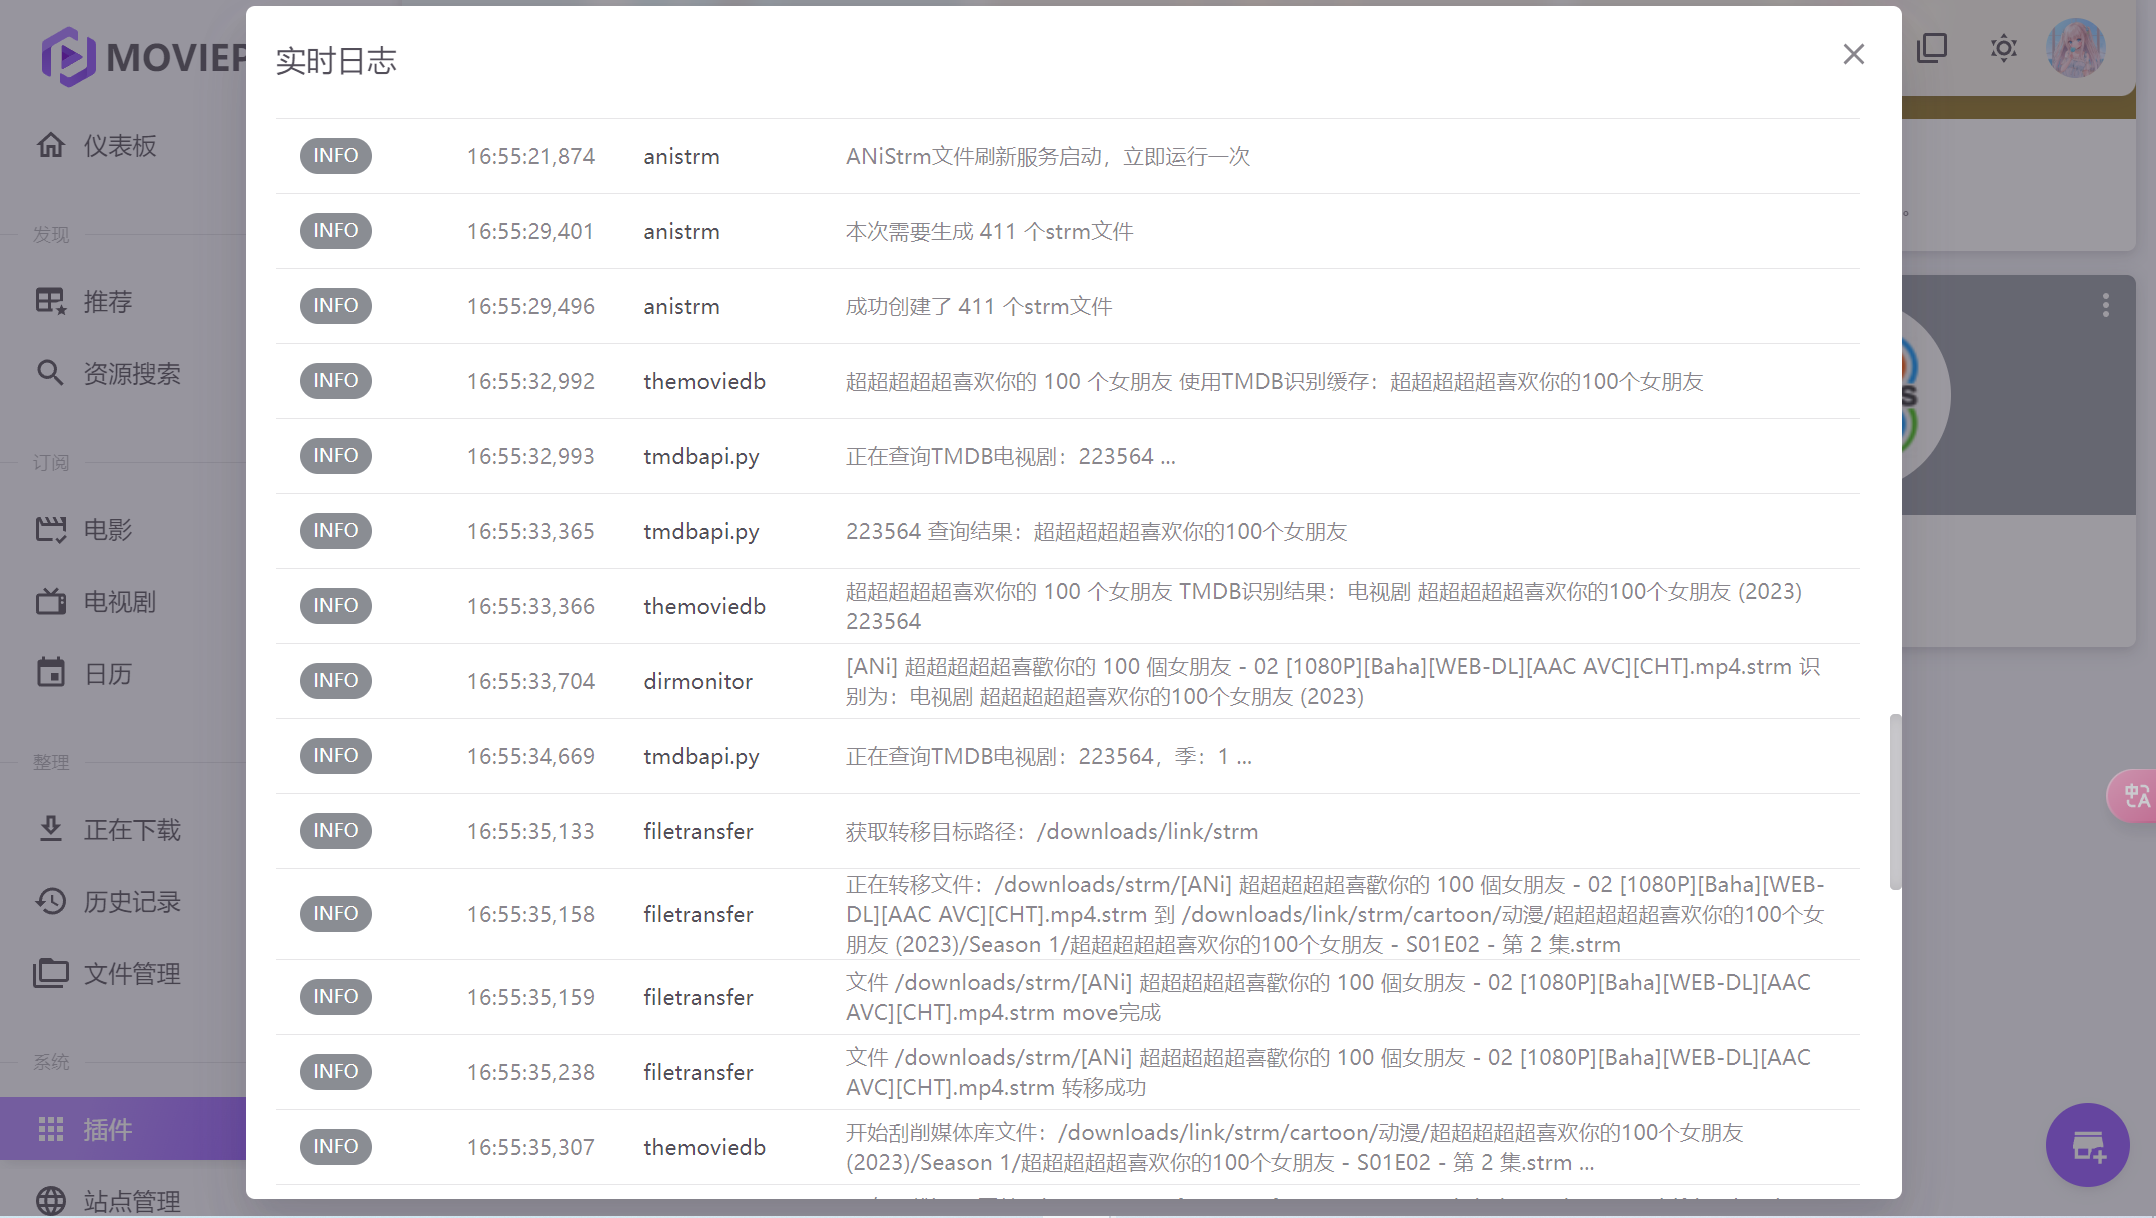 MOVIEP
仪表板
发现
推荐
资源搜索
订阅
电影
电视剧
日历
整理
正在下载
历史记录
文件管理
系统
插件
站点管理
实时日志
INFO 16:55:21,874 anistrm ANiStrm文件刷新服务启动，立即运行一次
INFO 16:55:29,401 anistrm 本次需要生成 411 个strm文件
INFO 16:55:29,496 anistrm 成功创建了 411 个strm文件
INFO 16:55:32,992 themoviedb 超超超超超喜欢你的 100 个女朋友 使用TMDB识别缓存：超超超超超喜欢你的100个女朋友
INFO 16:55:32,993 tmdbapi.py 正在查询TMDB电视剧：223564 ...
INFO 16:55:33,365 tmdbapi.py 223564 查询结果：超超超超超喜欢你的100个女朋友
INFO 16:55:33,366 themoviedb 超超超超超喜欢你的 100 个女朋友 TMDB识别结果：电视剧 超超超超超喜欢你的100个女朋友 (2023)
223564
INFO 16:55:33,704 dirmonitor [ANi] 超超超超超喜歡你的 100 個女朋友 - 02 [1080P][Baha][WEB-DL][AAC AVC][CHT].mp4.strm 识
别为：电视剧 超超超超超喜欢你的100个女朋友 (2023)
INFO 16:55:34,669 tmdbapi.py 正在查询TMDB电视剧：223564，季：1 ...
INFO 16:55:35,133 filetransfer 获取转移目标路径：/downloads/link/strm
INFO 16:55:35,158 filetransfer 正在转移文件：/downloads/strm/[ANi] 超超超超超喜歡你的 100 個女朋友 - 02 [1080P][Baha][WEB-
DL][AAC AVC][CHT].mp4.strm 到 /downloads/link/strm/cartoon/动漫/超超超超超喜欢你的100个女
朋友 (2023)/Season 1/超超超超超喜欢你的100个女朋友 - S01E02 - 第 2 集.strm
INFO 16:55:35,159 filetransfer 文件 /downloads/strm/[ANi] 超超超超超喜歡你的 100 個女朋友 - 02 [1080P][Baha][WEB-DL][AAC
AVC][CHT].mp4.strm move完成
INFO 16:55:35,238 filetransfer 文件 /downloads/strm/[ANi] 超超超超超喜歡你的 100 個女朋友 - 02 [1080P][Baha][WEB-DL][AAC
AVC][CHT].mp4.strm 转移成功
INFO 16:55:35,307 themoviedb 开始刮削媒体库文件：/downloads/link/strm/cartoon/动漫/超超超超超喜欢你的100个女朋友
(2023)/Season 1/超超超超超喜欢你的100个女朋友 - S01E02 - 第 2 集.strm ...
。
S
中A